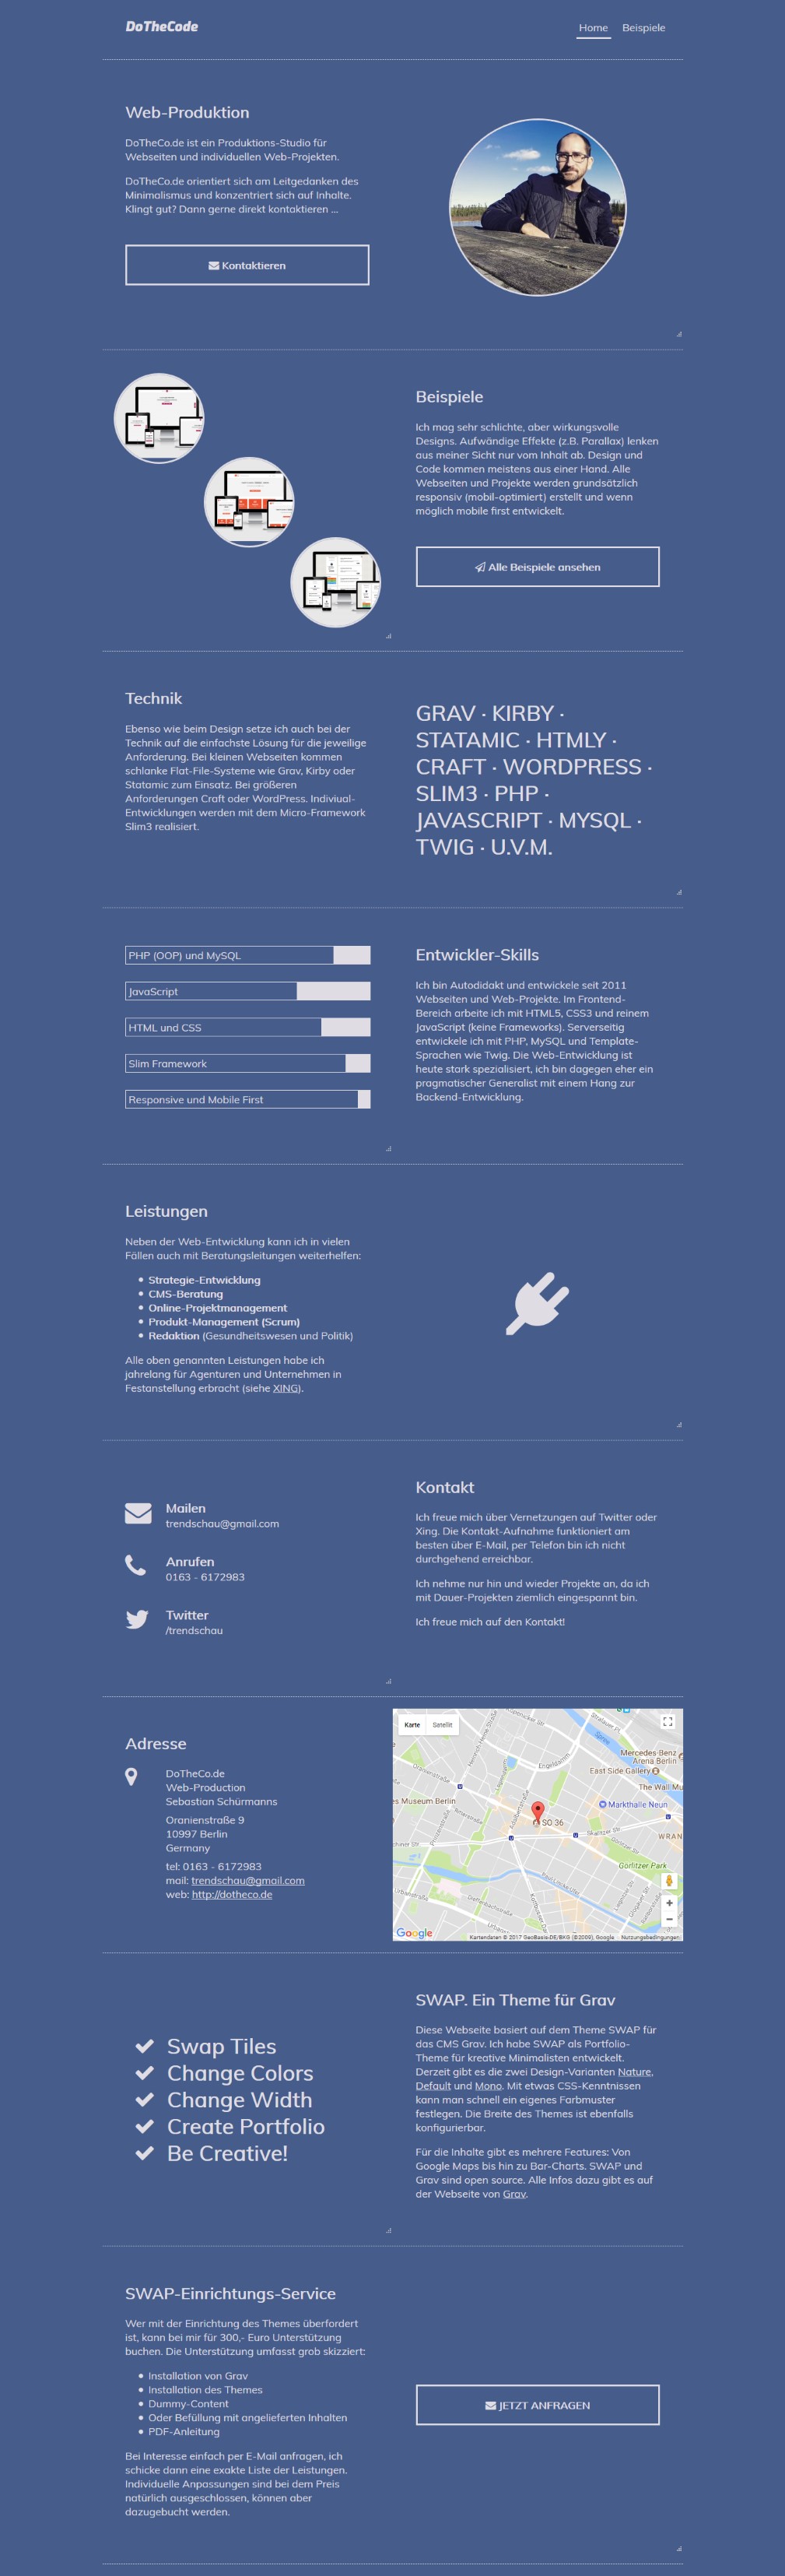 DoTheCode
Home Beispiele
Web-Produktion
DoTheCo.de ist ein Produktions-Studio für
Webseiten und individuellen Web-Projekten.
DoTheCo.de orientiert sich am Leitgedanken des
Minimalismus und konzentriert sich auf Inhalte.
Klingt gut? Dann gerne direkt kontaktieren ...
Kontaktieren
Beispiele
Ich mag sehr schlichte, aber wirkungsvolle
Designs. Aufwändige Effekte (z.B. Parallax) lenken
aus meiner Sicht nur vom Inhalt ab. Design und
Code kommen meistens aus einer Hand. Alle
Webseiten und Projekte werden grundsätzlich
responsiv (mobil-optimiert) erstellt und wenn
möglich mobile first entwickelt.
Alle Beispiele ansehen
Technik
Ebenso wie beim Design setze ich auch bei der
Technik auf die einfachste Lösung für die jeweilige
Anforderung. Bei kleinen Webseiten kommen
schlanke Flat-File-Systeme wie Grav, Kirby oder
Statamic zum Einsatz. Bei größeren
Anforderungen Craft oder WordPress. Indiviual-
Entwicklungen werden mit dem Micro-Framework
Slim3 realisiert.
GRAV · KIRBY ·
STATAMIC · HTMLY ·
CRAFT · WORDPRESS ·
SLIM3 · PHP ·
JAVASCRIPT · MYSQL ·
TWIG · U.V.M.
PHP (OOP) und MySQL
JavaScript
HTML und CSS
Slim Framework
Responsive und Mobile First
Entwickler-Skills
Ich bin Autodidakt und entwickele seit 2011
Webseiten und Web-Projekte. Im Frontend-
Bereich arbeite ich mit HTML5, CSS3 und reinem
JavaScript (keine Frameworks). Serverseitig
entwickele ich mit PHP, MySQL und Template-
Sprachen wie Twig. Die Web-Entwicklung ist
heute stark spezialisiert, ich bin dagegen eher ein
pragmatischer Generalist mit einem Hang zur
Backend-Entwicklung.
Leistungen
Neben der Web-Entwicklung kann ich in vielen
Fällen auch mit Beratungsleitungen weiterhelfen:
• Strategie-Entwicklung
• CMS-Beratung
• Online-Projektmanagement
• Produkt-Management (Scrum)
• Redaktion (Gesundheitswesen und Politik)
Alle oben genannten Leistungen habe ich
jahrelang für Agenturen und Unternehmen in
Festanstellung erbracht (siehe XING).
Mailen
trendschau@gmail.com
Anrufen
0163 - 6172983
Twitter
/trendschau
Kontakt
Ich freue mich über Vernetzungen auf Twitter oder
Xing. Die Kontakt-Aufnahme funktioniert am
besten über E-Mail, per Telefon bin ich nicht
durchgehend erreichbar.
Ich nehme nur hin und wieder Projekte an, da ich
mit Dauer-Projekten ziemlich eingespannt bin.
Ich freue mich auf den Kontakt!
Adresse
DoTheCo.de
Web-Production
Sebastian Schürmanns
Oranienstraße 9
10997 Berlin
Germany
tel: 0163 - 6172983
mail: trendschau@gmail.com
web: http://dotheco.de
Karte Satellit
Mercedes-Benz
Arena Berlin
East Side Gallery
The Wall Mu
es Museum Berlin
Markthalle Neun
SO 36
Skalitzer Str.
WRAN
Görlitzer Park
Google
Kartendaten © 2017 GeoBasis-DE/BKG (©2009), Google Nutzungsbedingungen
SWAP. Ein Theme für Grav
Diese Webseite basiert auf dem Theme SWAP für
das CMS Grav. Ich habe SWAP als Portfolio-
Theme für kreative Minimalisten entwickelt.
Derzeit gibt es die zwei Design-Varianten Nature,
Default und Mono. Mit etwas CSS-Kenntnissen
kann man schnell ein eigenes Farbmuster
festlegen. Die Breite des Themes ist ebenfalls
konfigurierbar.
Für die Inhalte gibt es mehrere Features: Von
Google Maps bis hin zu Bar-Charts. SWAP und
Grav sind open source. Alle Infos dazu gibt es auf
der Webseite von Grav.
Swap Tiles
Change Colors
Change Width
Create Portfolio
Be Creative!
SWAP-Einrichtungs-Service
Wer mit der Einrichtung des Themes überfordert
ist, kann bei mir für 300,- Euro Unterstützung
buchen. Die Unterstützung umfasst grob skizziert:
• Installation von Grav
• Installation des Themes
• Dummy-Content
• Oder Befüllung mit angelieferten Inhalten
• PDF-Anleitung
Bei Interesse einfach per E-Mail anfragen, ich
schicke dann eine exakte Liste der Leistungen.
Individuelle Anpassungen sind bei dem Preis
natürlich ausgeschlossen, können aber
dazugebucht werden.
JETZT ANFRAGEN